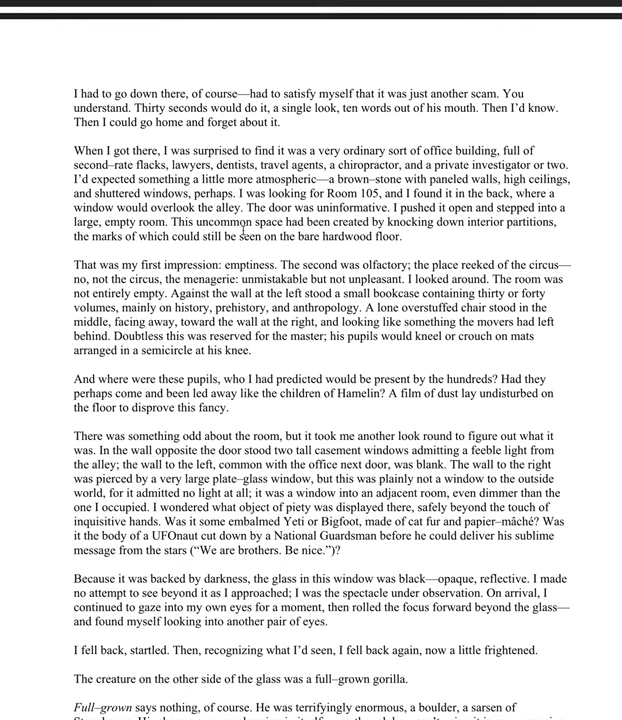 I had to go down there, of course—had to satisfy myself that it was just another scam. You
understand. Thirty seconds would do it, a single look, ten words out of his mouth. Then I’d know.
Then I could go home and forget about it.
When I got there, I was surprised to find it was a very ordinary sort of office building, full of
second–rate flacks, lawyers, dentists, travel agents, a chiropractor, and a private investigator or two.
I’d expected something a little more atmospheric—a brown–stone with paneled walls, high ceilings,
and shuttered windows, perhaps. I was looking for Room 105, and I found it in the back, where a
window would overlook the alley. The door was uninformative. I pushed it open and stepped into a
large, empty room. This uncommon space had been created by knocking down interior partitions,
the marks of which could still be seen on the bare hardwood floor.
That was my first impression: emptiness. The second was olfactory; the place reeked of the circus—
no, not the circus, the menagerie: unmistakable but not unpleasant. I looked around. The room was
not entirely empty. Against the wall at the left stood a small bookcase containing thirty or forty
volumes, mainly on history, prehistory, and anthropology. A lone overstuffed chair stood in the
middle, facing away, toward the wall at the right, and looking like something the movers had left
behind. Doubtless this was reserved for the master; his pupils would kneel or crouch on mats
arranged in a semicircle at his knee.
And where were these pupils, who I had predicted would be present by the hundreds? Had they
perhaps come and been led away like the children of Hamelin? A film of dust lay undisturbed on
the floor to disprove this fancy.
There was something odd about the room, but it took me another look round to figure out what it
was. In the wall opposite the door stood two tall casement windows admitting a feeble light from
the alley; the wall to the left, common with the office next door, was blank. The wall to the right
was pierced by a very large plate–glass window, but this was plainly not a window to the outside
world, for it admitted no light at all; it was a window into an adjacent room, even dimmer than the
one I occupied. I wondered what object of piety was displayed there, safely beyond the touch of
inquisitive hands. Was it some embalmed Yeti or Bigfoot, made of cat fur and papier–mâché? Was
it the body of a UFOnaut cut down by a National Guardsman before he could deliver his sublime
message from the stars (“We are brothers. Be nice.”)?
Because it was backed by darkness, the glass in this window was black—opaque, reflective. I made
no attempt to see beyond it as I approached; I was the spectacle under observation. On arrival, I
continued to gaze into my own eyes for a moment, then rolled the focus forward beyond the glass—
and found myself looking into another pair of eyes.
I fell back, startled. Then, recognizing what I’d seen, I fell back again, now a little frightened.
The creature on the other side of the glass was a full–grown gorilla.
Full–grown says nothing, of course. He was terrifyingly enormous, a boulder, a sarsen of